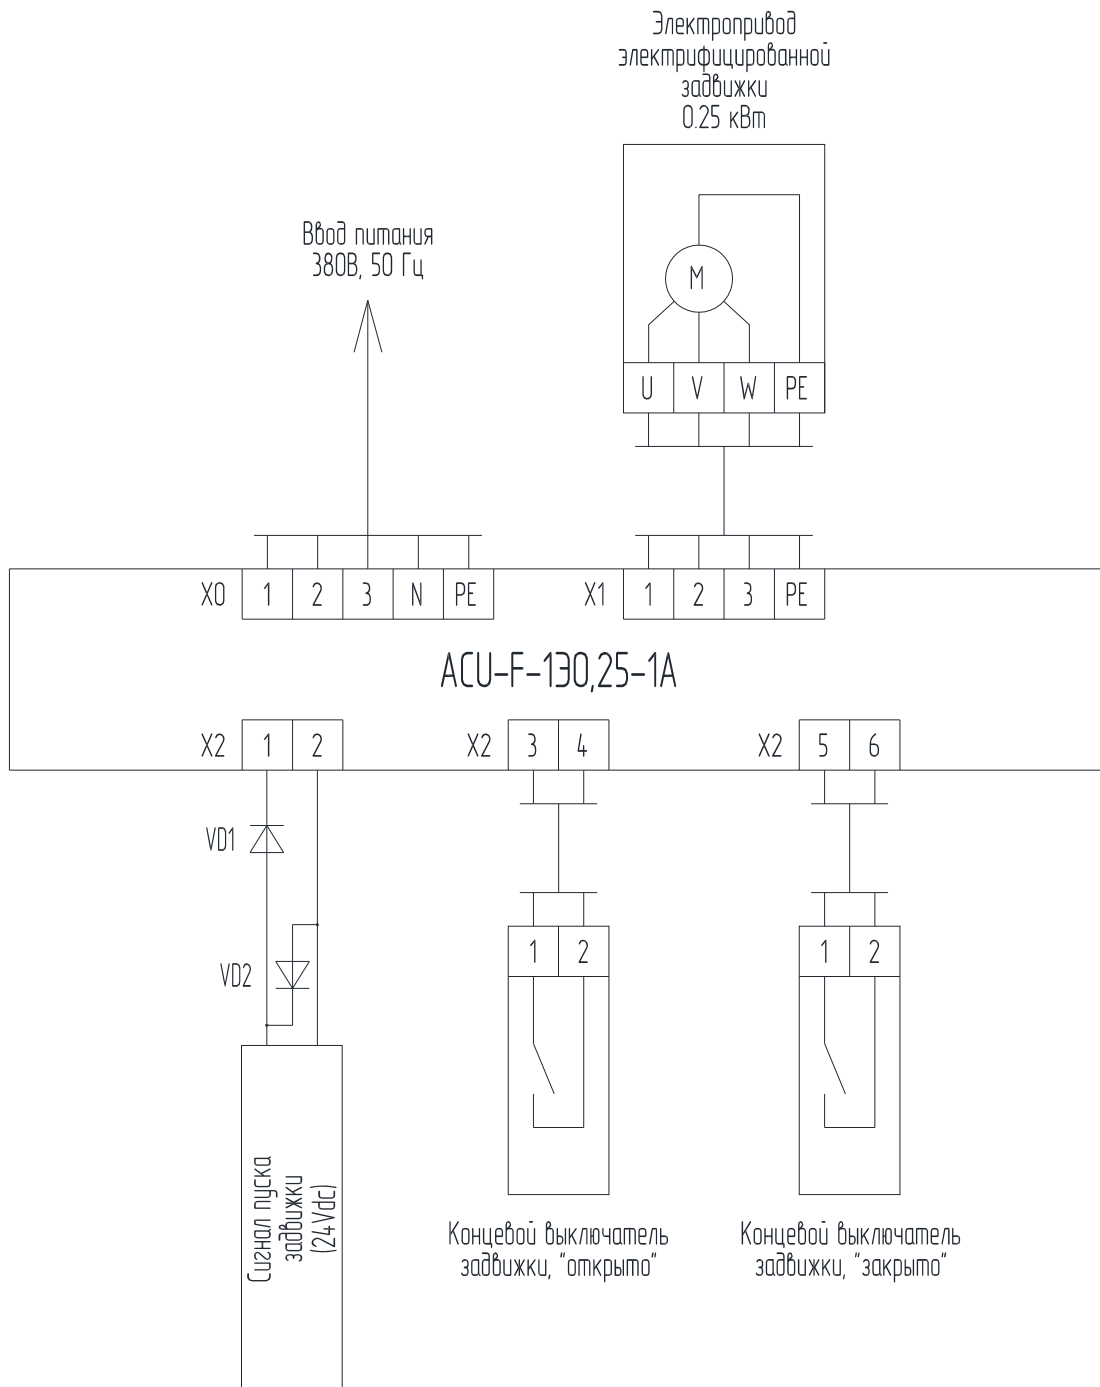 Электропривод
электрифицированной
задвижки
0.25 кВт
Ввод питания
380В, 50 Гц
M
U V W PE
X0 1 2 3 N PE
X1 1 2 3 PE
ACU-F-1Э0,25-1А
X2 1 2
X2 3 4
X2 5 6
VD1
VD2
1 2
1 2
Сигнал пуска
задвижки
(24Vdc)
Концевой выключатель
задвижки, "открыто"
Концевой выключатель
задвижки, "закрыто"